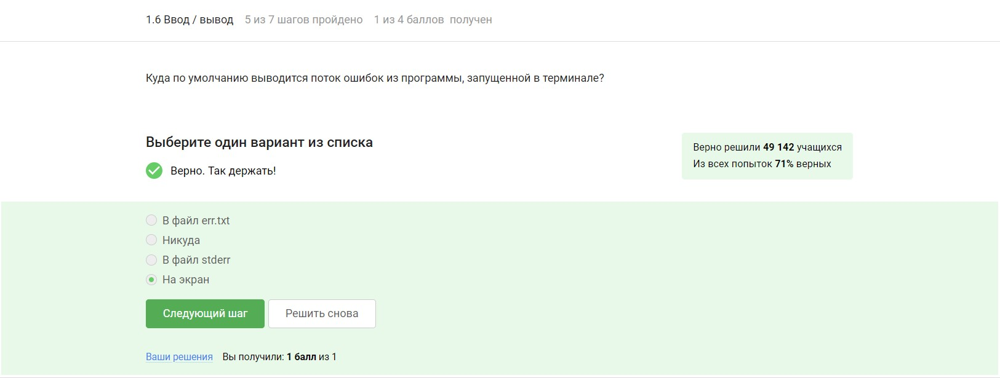 1.6 Ввод / вывод 5 из 7 шагов пройдено 1 из 4 баллов получен
Куда по умолчанию выводится поток ошибок из программы, запущенной в терминале?
Выберите один вариант из списка
Верно. Так держать!
Верно решили 49 142 учащихся
Из всех попыток 71% верных
В файл err.txt
Никуда
В файл stderr
На экран
Следующий шаг Решить снова
Ваши решения Вы получили: 1 балл из 1